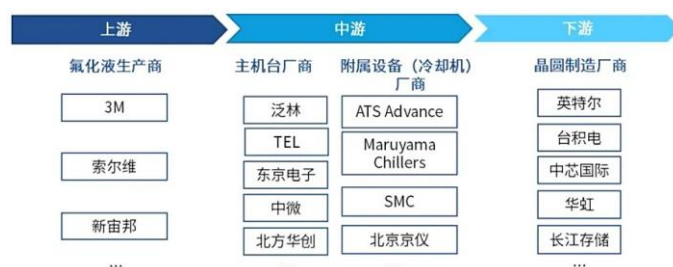 上游
中游
下游
氟化液生产商
3M
索尔维
新宙邦
...
主机台厂商
泛林
TEL
东京电子
中微
北方华创
附属设备（冷却机）
厂商
ATS Advance
Maruyama
Chillers
SMC
北京京仪
晶圆制造厂商
英特尔
台积电
中芯国际
华虹
长江存储
...